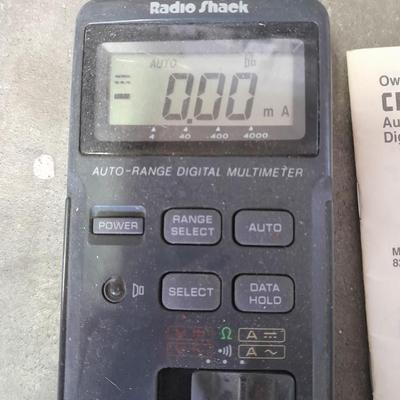 Radio Shack
AUTO
0.00 mA
4 40 400 4000
AUTO-RANGE DIGITAL MULTIMETER
POWER
RANGE SELECT
AUTO
SELECT
DATA HOLD
V
Ω
A
A
Ow
Au
Di
M